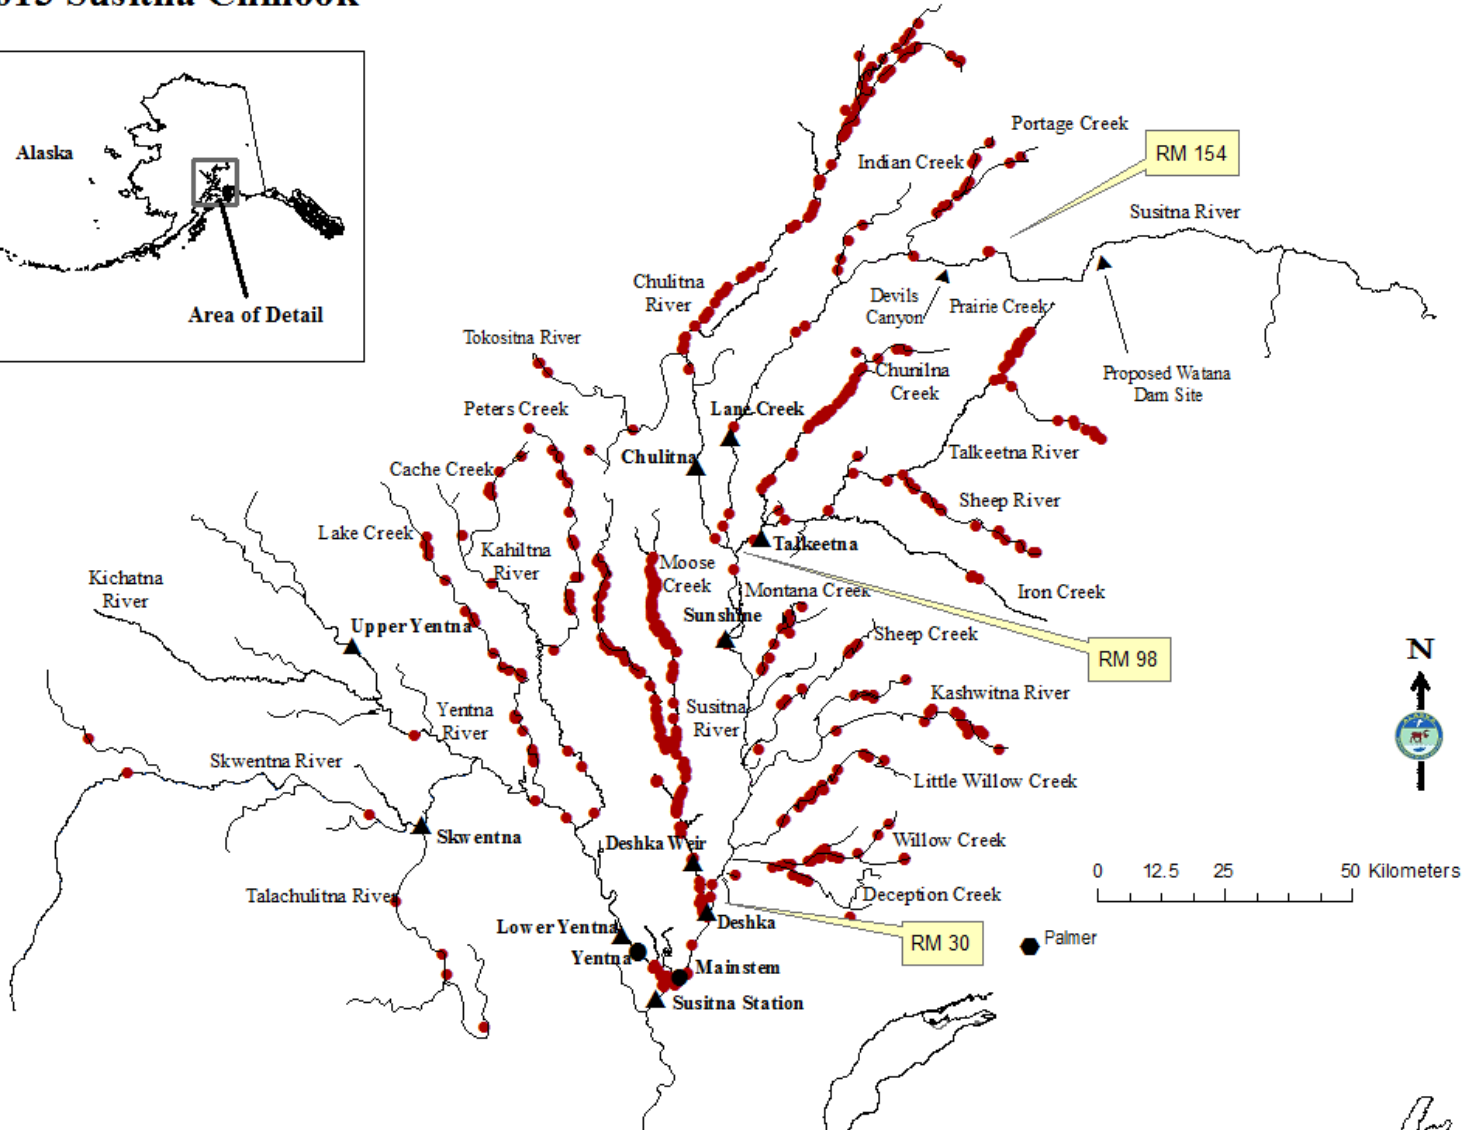 Susitna Chinook
Alaska
Area of Detail
Portage Creek
Indian Creek
RM 154
Susitna River
Chulitna
River
Devils
Canyon
Prairie Creek
Tokositna River
Proposed Watana
Dam Site
Chunilna
Creek
Peters Creek
Lane Creek
Chulitna
Talkeetna River
Cache Creek
Sheep River
Lake Creek
Talkeetna
Kahiltna
River
Moose
Creek
Kichatna
River
Montana Creek
Iron Creek
Sunshine
Upper Yentna
Sheep Creek
RM 98
N
Kashwitna River
Yentna
River
Susitna
River
Skwentna River
Little Willow Creek
Skwentna
Deshka Weir
Willow Creek
0 12.5 25 50 Kilometers
Talachulitna River
Deception Creek
Deshka
Lower Yentna
RM 30
Palmer
Yentna
Mainstem
Susitna Station